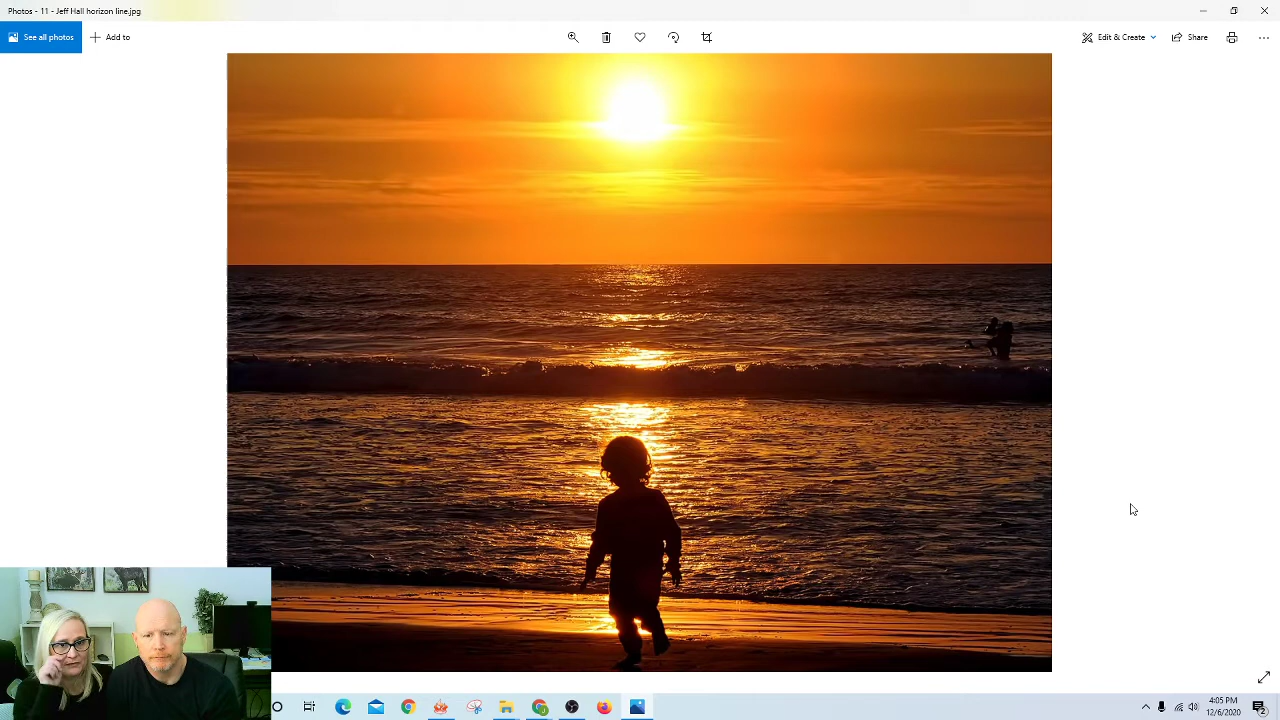 Photos - 11 - Jeff Hall horizon line.jpg
See all photos
Add to
Edit & Create
Share
4:05 PM
12/6/2020
2